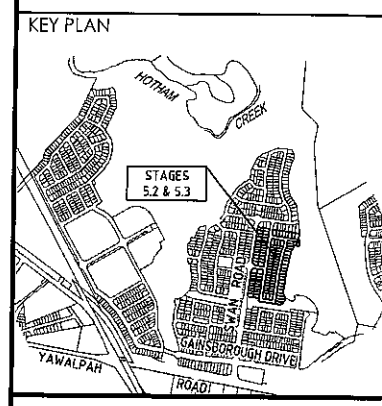 KEY PLAN
HOTHAM
CREEK
STAGES
5.2 & 5.3
SWAN ROAD
GAINSBOROUGH DRIVE
YAWALPAH
ROAD